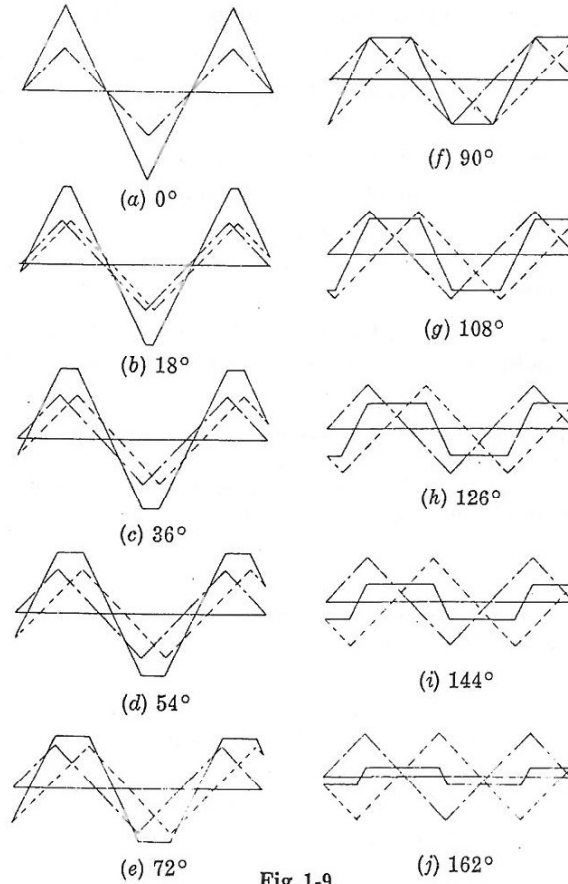 (a) 0°
(b) 18°
(c) 36°
(d) 54°
(e) 72°
(f) 90°
(g) 108°
(h) 126°
(i) 144°
(j) 162°
Fig 1-9